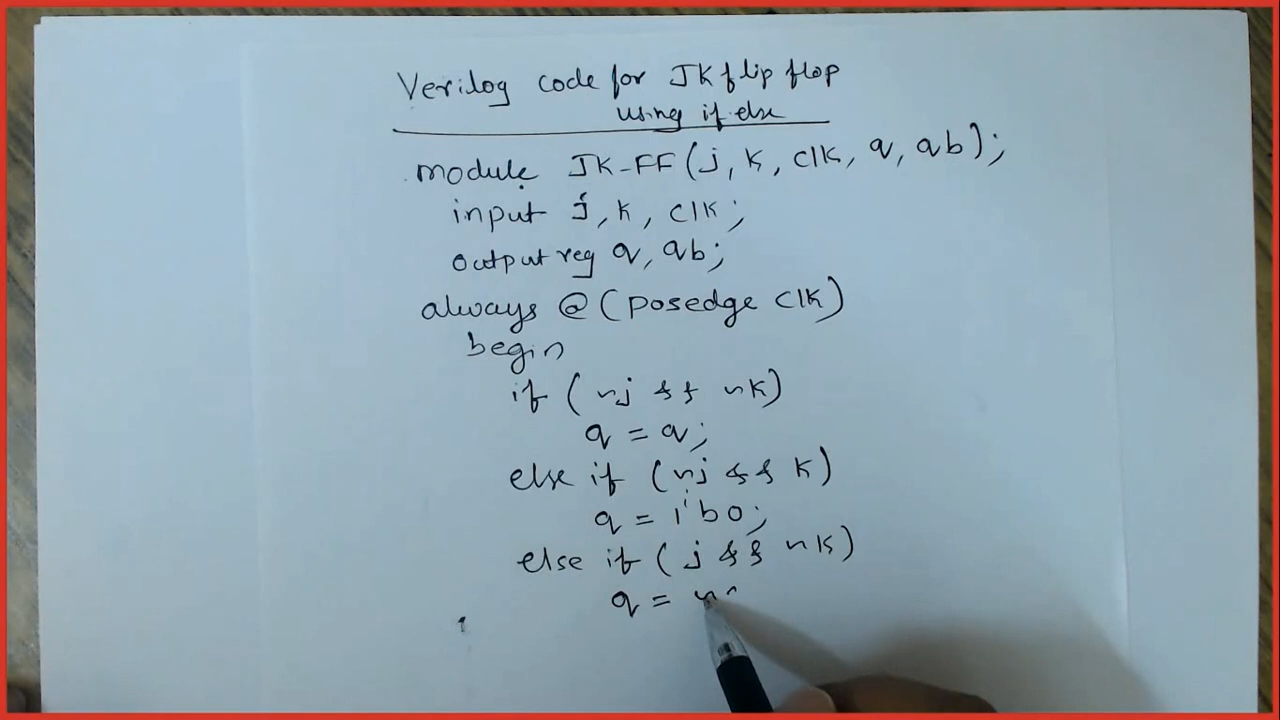 Verilog code for JK flip flop
using if else
module JK-FF(j, k, clk, q, qb);
input j, k, clk;
output reg q, qb;
always @ (posedge clk)
begin
if (~j && ~k)
q = q;
else if (~j && k)
q = 1'b0;
else if (j && ~k)
q =